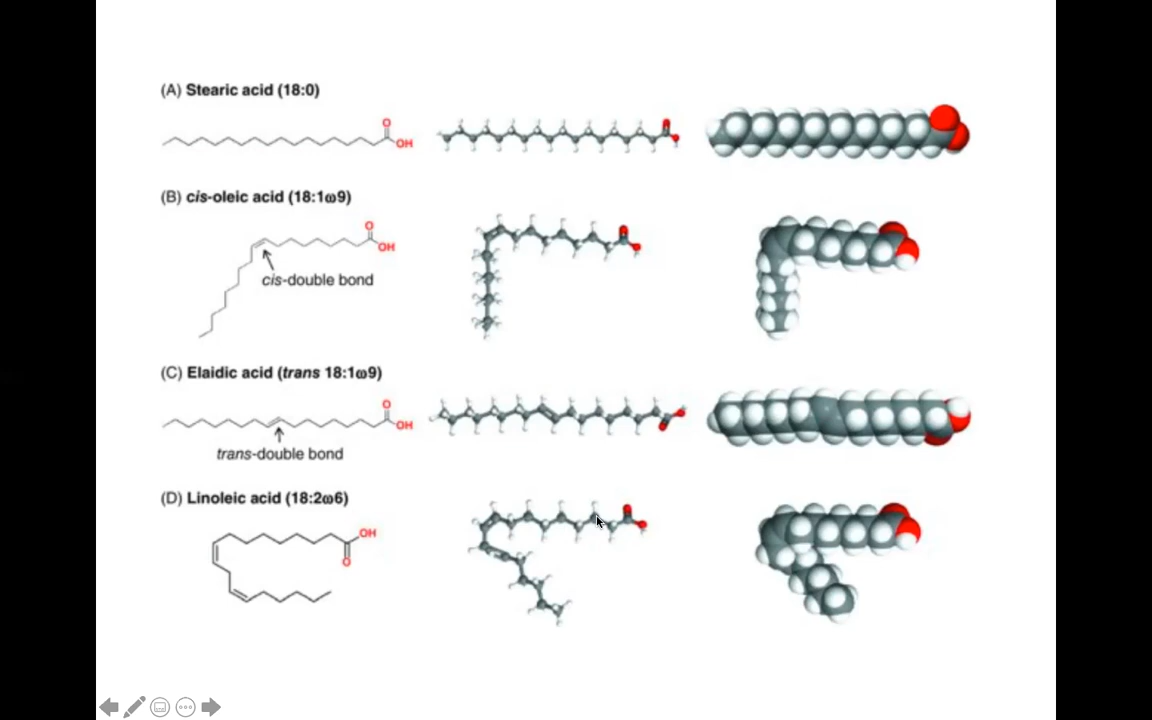 (A) Stearic acid (18:0)
O
OH
(B) cis-oleic acid (18:1ω9)
O
OH
cis-double bond
(C) Elaidic acid (trans 18:1ω9)
O
OH
trans-double bond
(D) Linoleic acid (18:2ω6)
OH
O